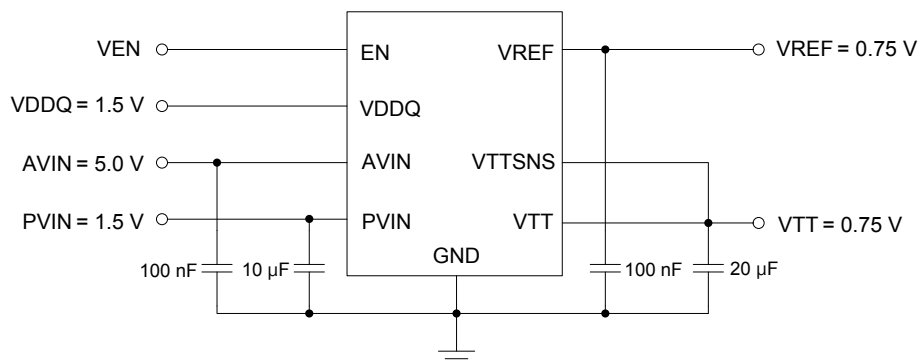 VEN
EN
VREF
VREF = 0.75 V
VDDQ = 1.5 V
VDDQ
AVIN = 5.0 V
AVIN
VTTSNS
PVIN = 1.5 V
PVIN
VTT
VTT = 0.75 V
GND
100 nF
10 µF
100 nF
20 µF